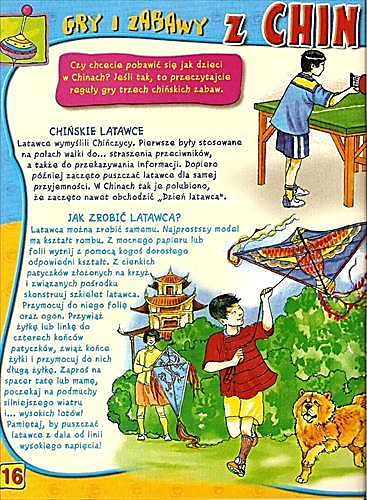 GRY I ZABAWY Z CHIN
Czy chcecie pobawić się jak dzieci
w Chinach? Jeśli tak, to przeczytajcie
reguły gry trzech chińskich zabaw.
CHIŃSKIE LATAWCE
Latawce wymyślili Chińczycy. Pierwsze były stosowane
na polach walki do... straszenia przeciwników,
a także do przekazywania informacji. Dopiero
później zaczęto puszczać latawce dla samej
przyjemności. W Chinach tak je polubiono,
że zaczęto nawet obchodzić „Dzień latawca".
JAK ZROBIĆ LATAWCA?
Latawca można zrobić samemu. Najprostszy model
ma kształt rombu. Z mocnego papieru lub
folii wytnij z pomocą kogoś dorosłego
odpowiedni kształt. Z cienkich
patyczków złożonych na krzyż
i związanych pośrodku
skonstruuj szkielet latawca.
Przymocuj do niego folię
oraz ogon. Przywiąż
żyłkę lub linkę do
czterech końców
patyczków, zwiąż końce
żyłki i przymocuj do nich
długą żyłkę. Zaproś na
spacer tatę lub mamę,
poczekaj na podmuchy
silniejszego wiatru
i... wysokich lotów!
Pamiętaj, by puszczać
latawce z dala od linii
wysokiego napięcia!
16